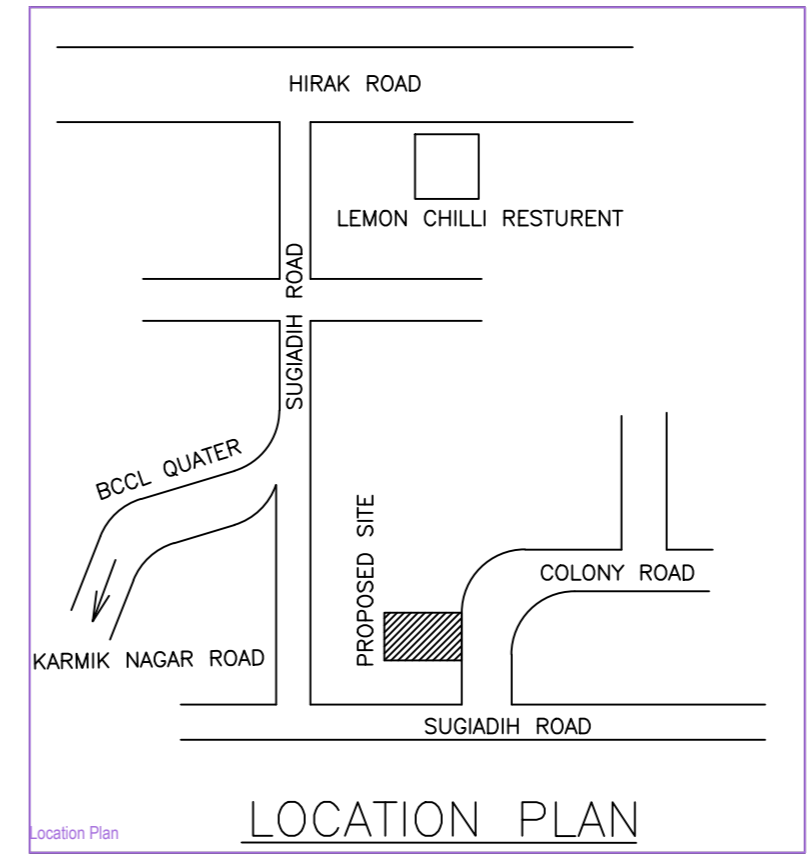 HIRAK ROAD
LEMON CHILLI RESTURENT
SUGIADIH ROAD
BCCL QUATER
PROPOSED SITE
COLONY ROAD
KARMIK NAGAR ROAD
SUGIADIH ROAD
LOCATION PLAN
Location Plan